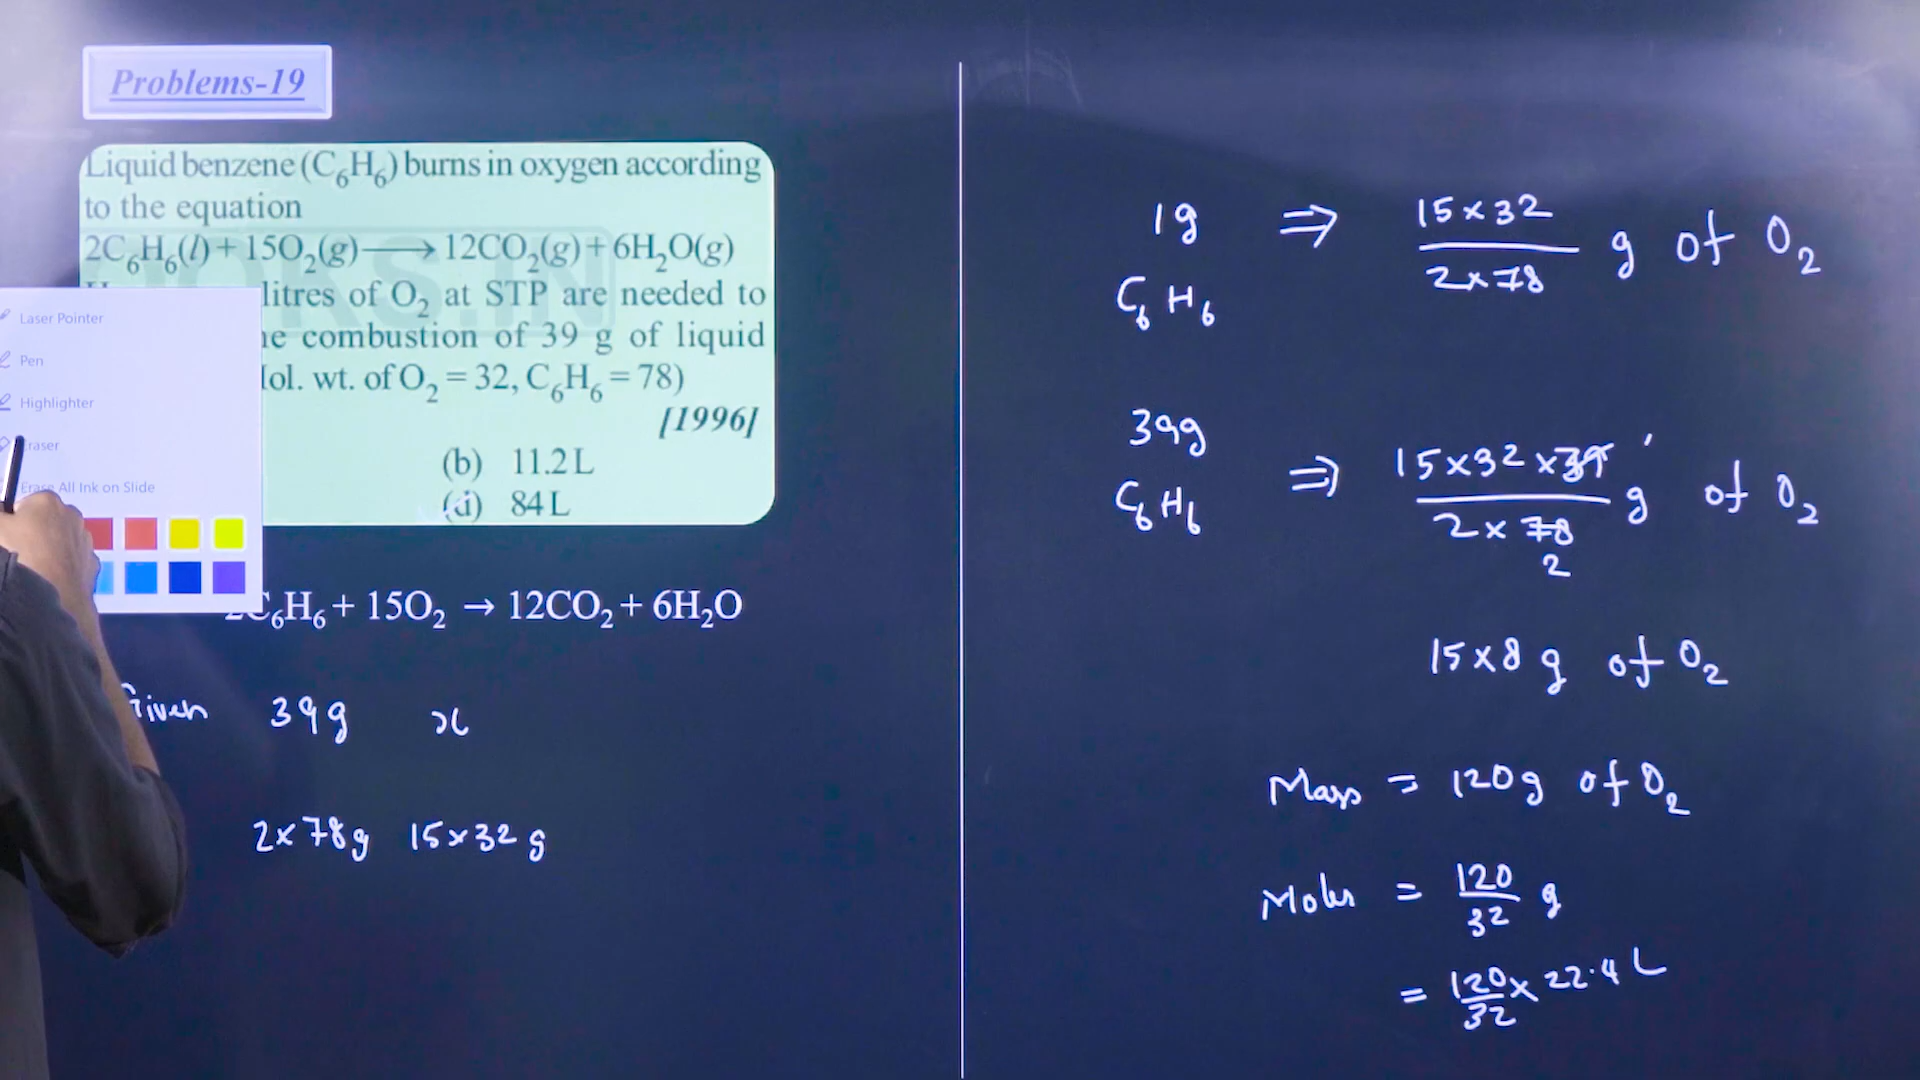 Problems-19
Liquid benzene (C₆H₆) burns in oxygen according
to the equation
2C₆H₆(l) + 15O₂(g) ⟶ 12CO₂(g) + 6H₂O(g)
litres of O₂ at STP are needed to
combustion of 39 g of liquid
wt. of O₂ = 32, C₆H₆ = 78)
[1996]
(b) 11.2 L
(d) 84 L
Laser Pointer
Pen
Highlighter
Erase All Ink on Slide
2C₆H₆ + 15O₂ → 12CO₂ + 6H₂O
Given 39g x
2×78g 15×32 g
1g ⇒ 15×32 / 2×78 g of O₂
C₆H₆
39g
C₆H₆ ⇒ 15×32×39 / 2×78 g of O₂
1
2
15×8 g of O₂
Mass = 120g of O₂
Moles = 120/32 g
= 120/32 × 22.4 L